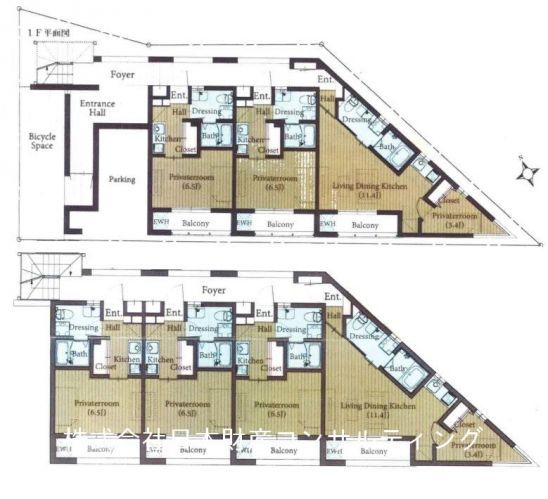 1F平面図
Foyer
Entrance
Hall
Bicycle
Space
Parking
Ent.
Hall
Dressing
Kitchen
Bath
Closet
Privateroom
(6.5J)
EWH
Balcony
Ent.
Hall
Dressing
Kitchen
Bath
Closet
Privateroom
(6.5J)
EWH
Balcony
Ent.
Hall
Dressing
Bath
Living Dining Kitchen
(11.4J)
Closet
Privateroom
(3.4J)
EWH
Balcony
Foyer
Ent.
Hall
Dressing
Bath
Kitchen
Closet
Privateroom
(6.5J)
EWH
Balcony
Ent.
Hall
Dressing
Kitchen
Bath
Closet
Privateroom
(6.5J)
EWH
Balcony
Ent.
Hall
Dressing
Kitchen
Bath
Closet
Privateroom
(6.5J)
EWH
Balcony
Ent.
Hall
Dressing
Bath
Living Dining Kitchen
(11.4J)
Closet
Privateroom
(3.4J)
EWH
Balcony
株式会社日本財産コンサルティング